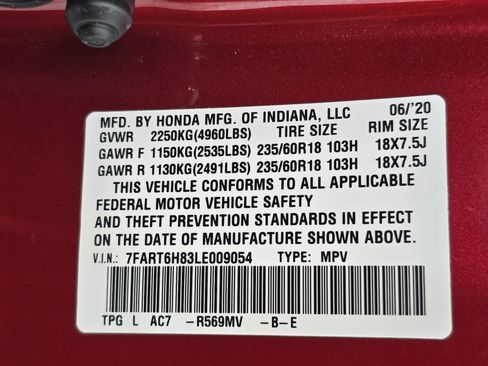 MFD. BY HONDA MFG. OF INDIANA, LLC 06/'20
GVWR 2250KG(4960LBS) TIRE SIZE RIM SIZE
GAWR F 1150KG(2535LBS) 235/60R18 103H 18X7.5J
GAWR R 1130KG(2491LBS) 235/60R18 103H 18X7.5J
THIS VEHICLE CONFORMS TO ALL APPLICABLE
FEDERAL MOTOR VEHICLE SAFETY
AND THEFT PREVENTION STANDARDS IN EFFECT
ON THE DATE OF MANUFACTURE SHOWN ABOVE.
V.I.N.: 7FART6H83LE009054 TYPE: MPV
TPG L AC7 -R569MV -B-E